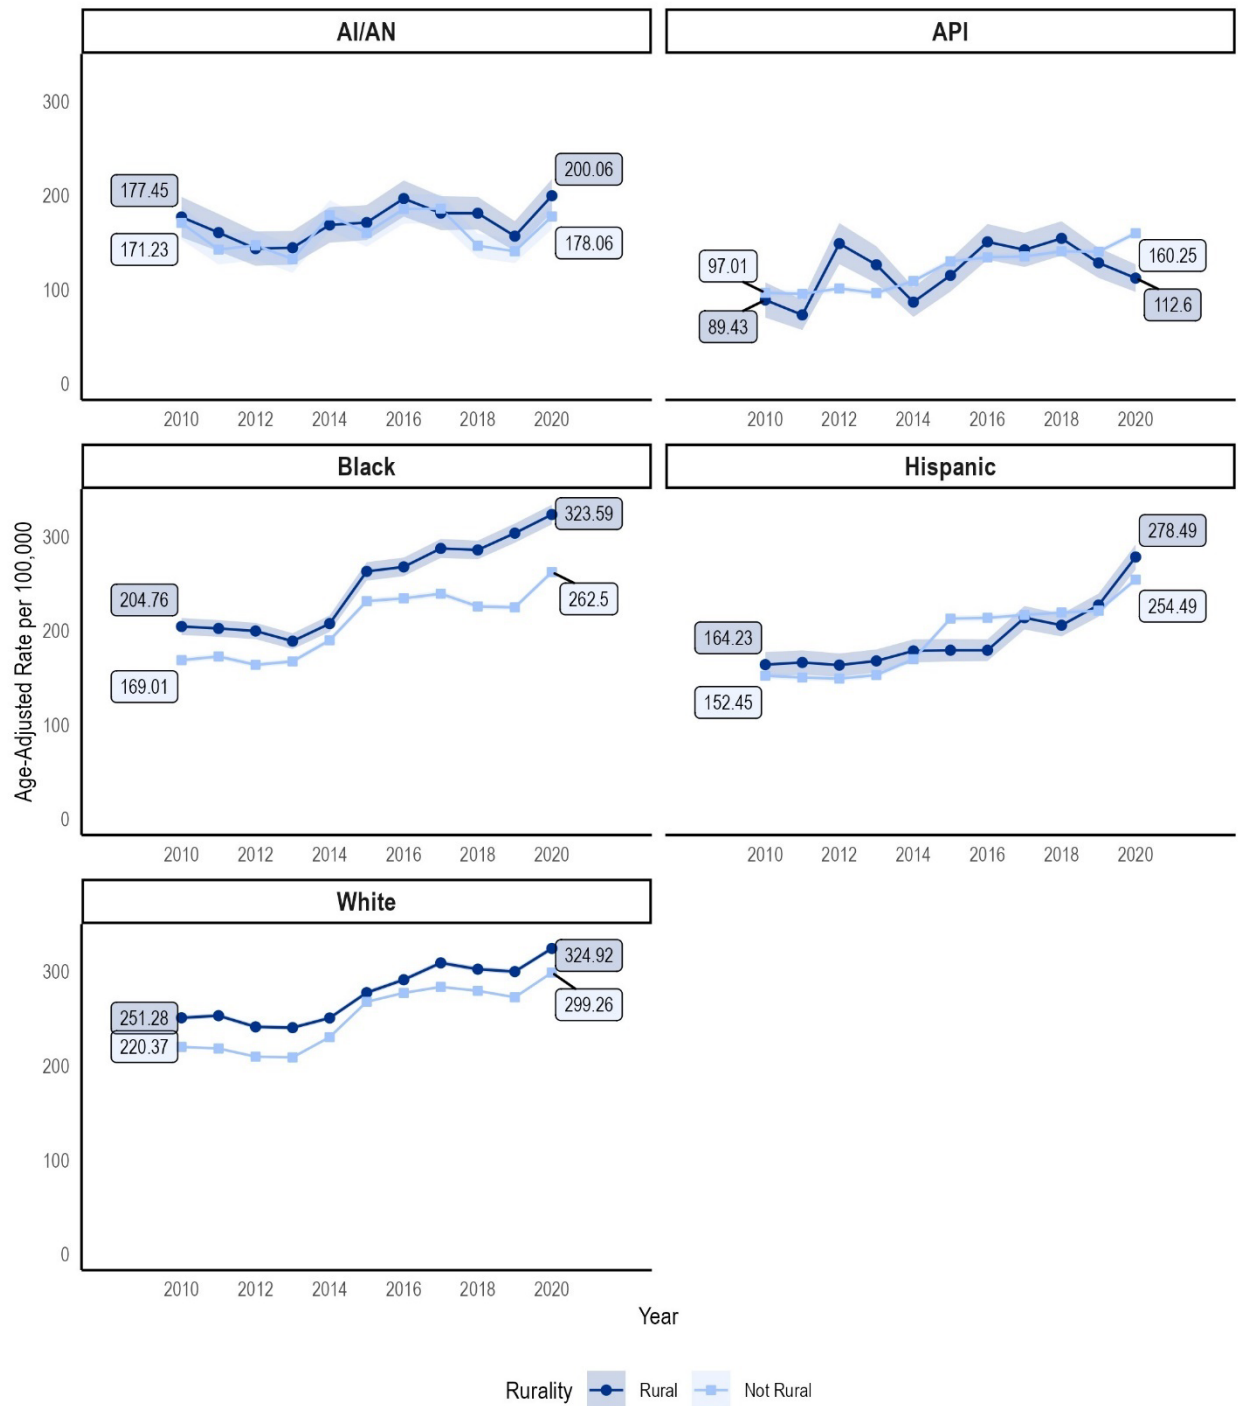 AI/AN
API
300
200
100
0
177.45
171.23
200.06
178.06
97.01
89.43
160.25
112.6
2010 2012 2014 2016 2018 2020
2010 2012 2014 2016 2018 2020
Black
Hispanic
Age-Adjusted Rate per 100,000
300
200
100
0
204.76
169.01
323.59
262.5
164.23
152.45
278.49
254.49
2010 2012 2014 2016 2018 2020
2010 2012 2014 2016 2018 2020
White
300
200
100
0
251.28
220.37
324.92
299.26
2010 2012 2014 2016 2018 2020
Year
Rurality Rural Not Rural